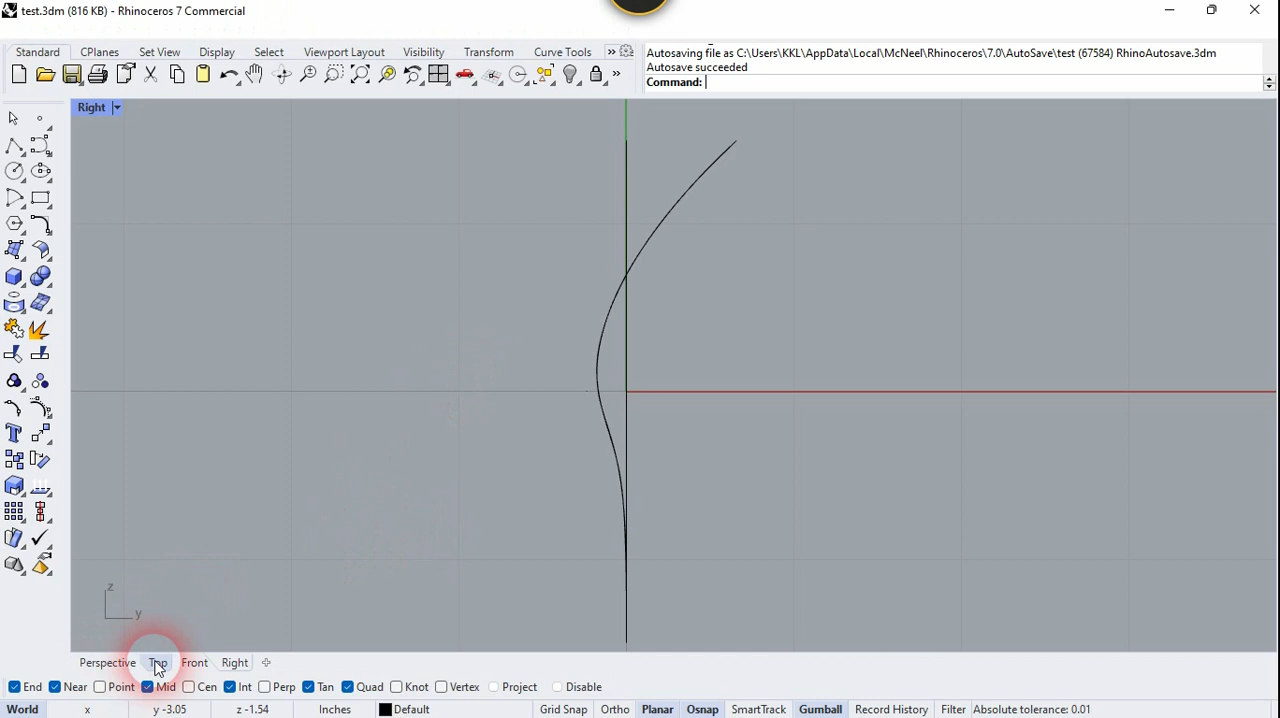 test.3dm (816 KB) - Rhinoceros 7 Commercial
Standard CPlanes Set View Display Select Viewport Layout Visibility Transform Curve Tools »
Autosaving file as C:\Users\KKL\AppData\Local\McNeel\Rhinoceros\7.0\AutoSave\test (67584) RhinoAutosave.3dm
Autosave succeeded
Command:
Right
z
y
Perspective Top Front Right
End Near Point Mid Cen Int Perp Tan Quad Knot Vertex Project Disable
World x y -3.05 z -1.54 Inches Default Grid Snap Ortho Planar Osnap SmartTrack Gumball Record History Filter Absolute tolerance: 0.01